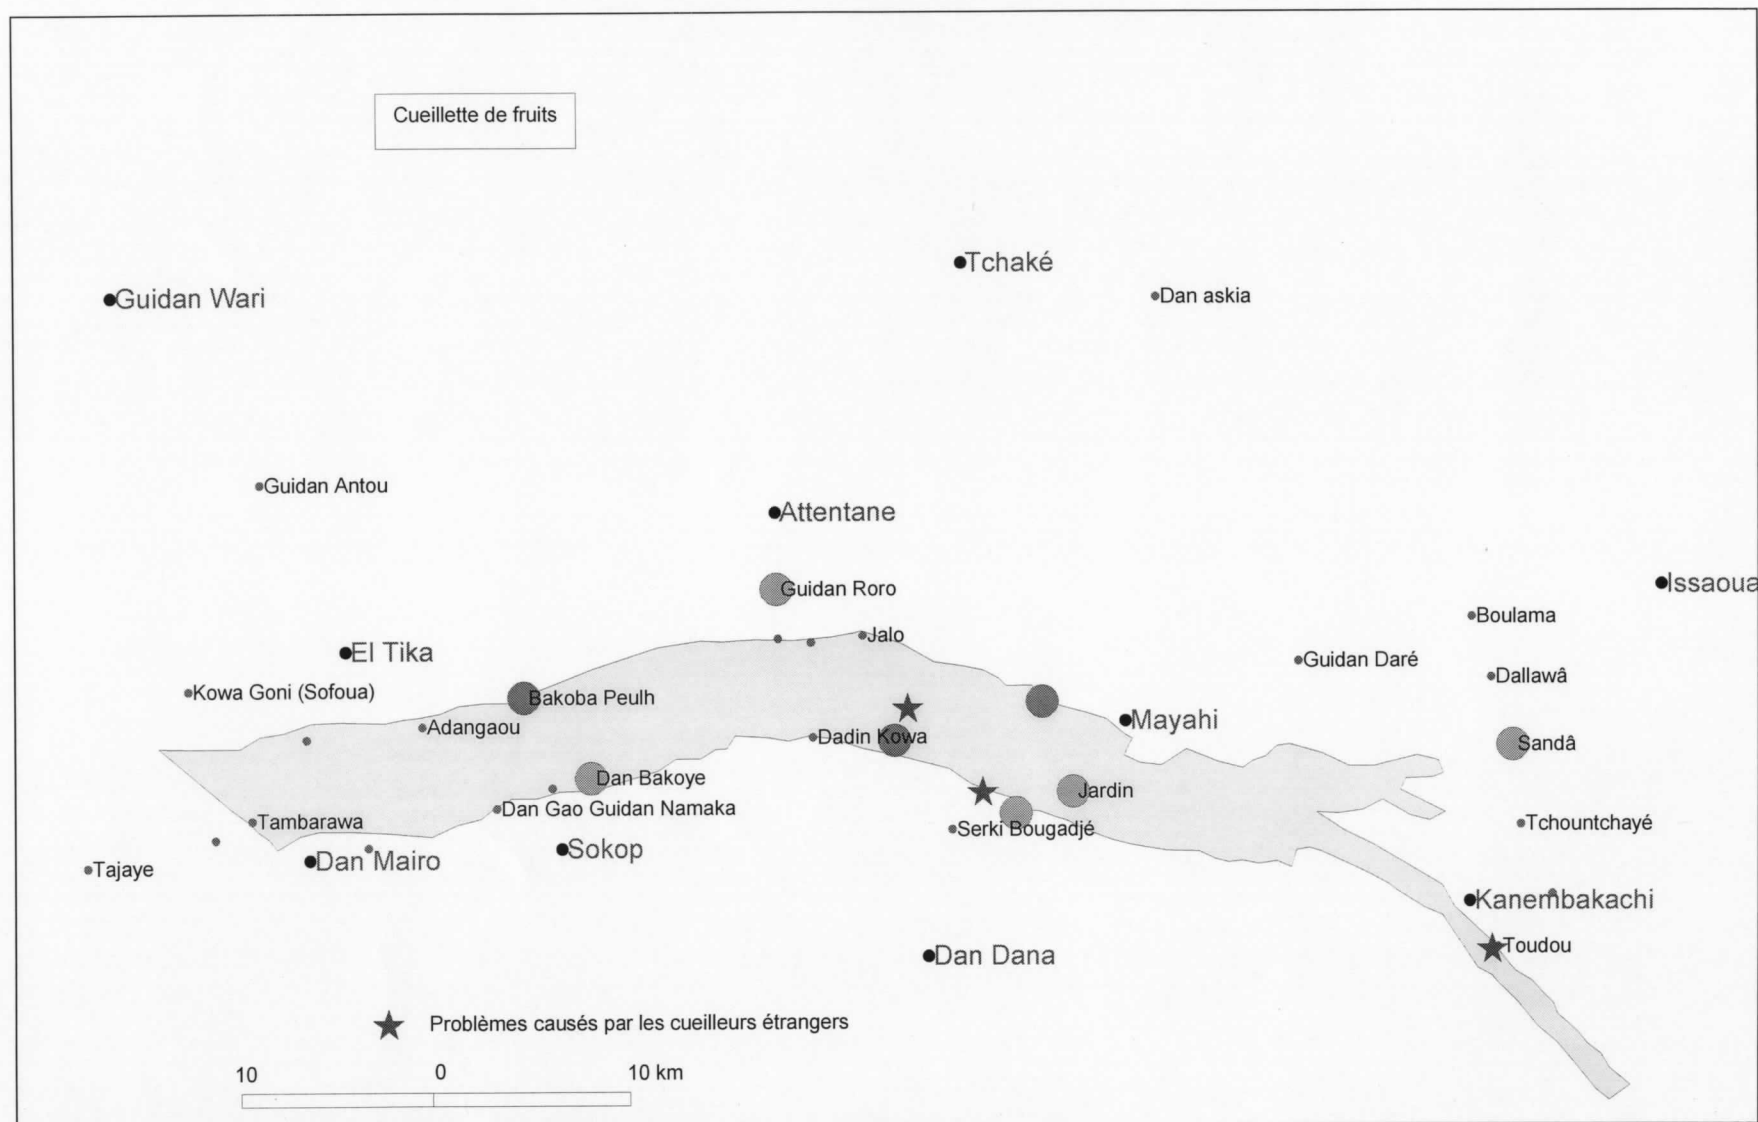 Cueillette de fruits
Tchaké
Guidan Wari
Dan askia
Guidan Antou
Attentane
Guidan Roro
Issaoua
Boulama
Jalo
El Tika
Guidan Daré
Dallawâ
Kowa Goni (Sofoua)
Bakoba Peulh
Mayahi
Adangaou
Dadin Kowa
Sandâ
Dan Bakoye
Jardin
Dan Gao Guidan Namaka
Tambarawa
Serki Bougadjé
Tchountchayé
Sokop
Dan Mairo
Tajaye
Kanembakachi
Toudou
Dan Dana
Problèmes causés par les cueilleurs étrangers
10 0 10 km